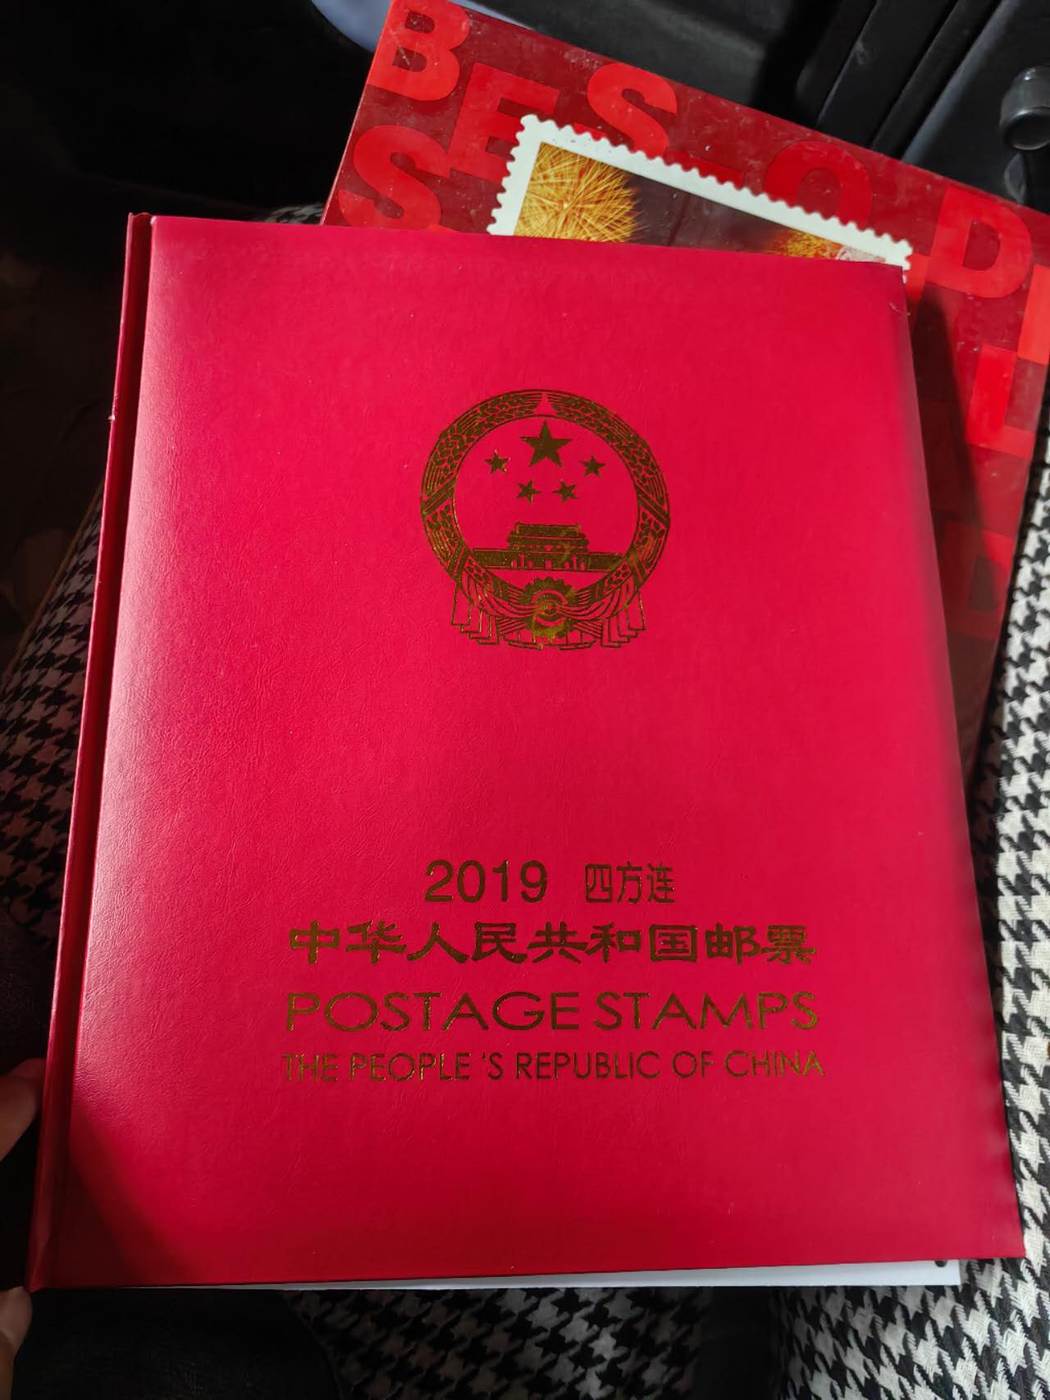 2019 四方连
中华人民共和国邮票
POSTAGE STAMPS
THE PEOPLE 'S REPUBLIC OF CHINA